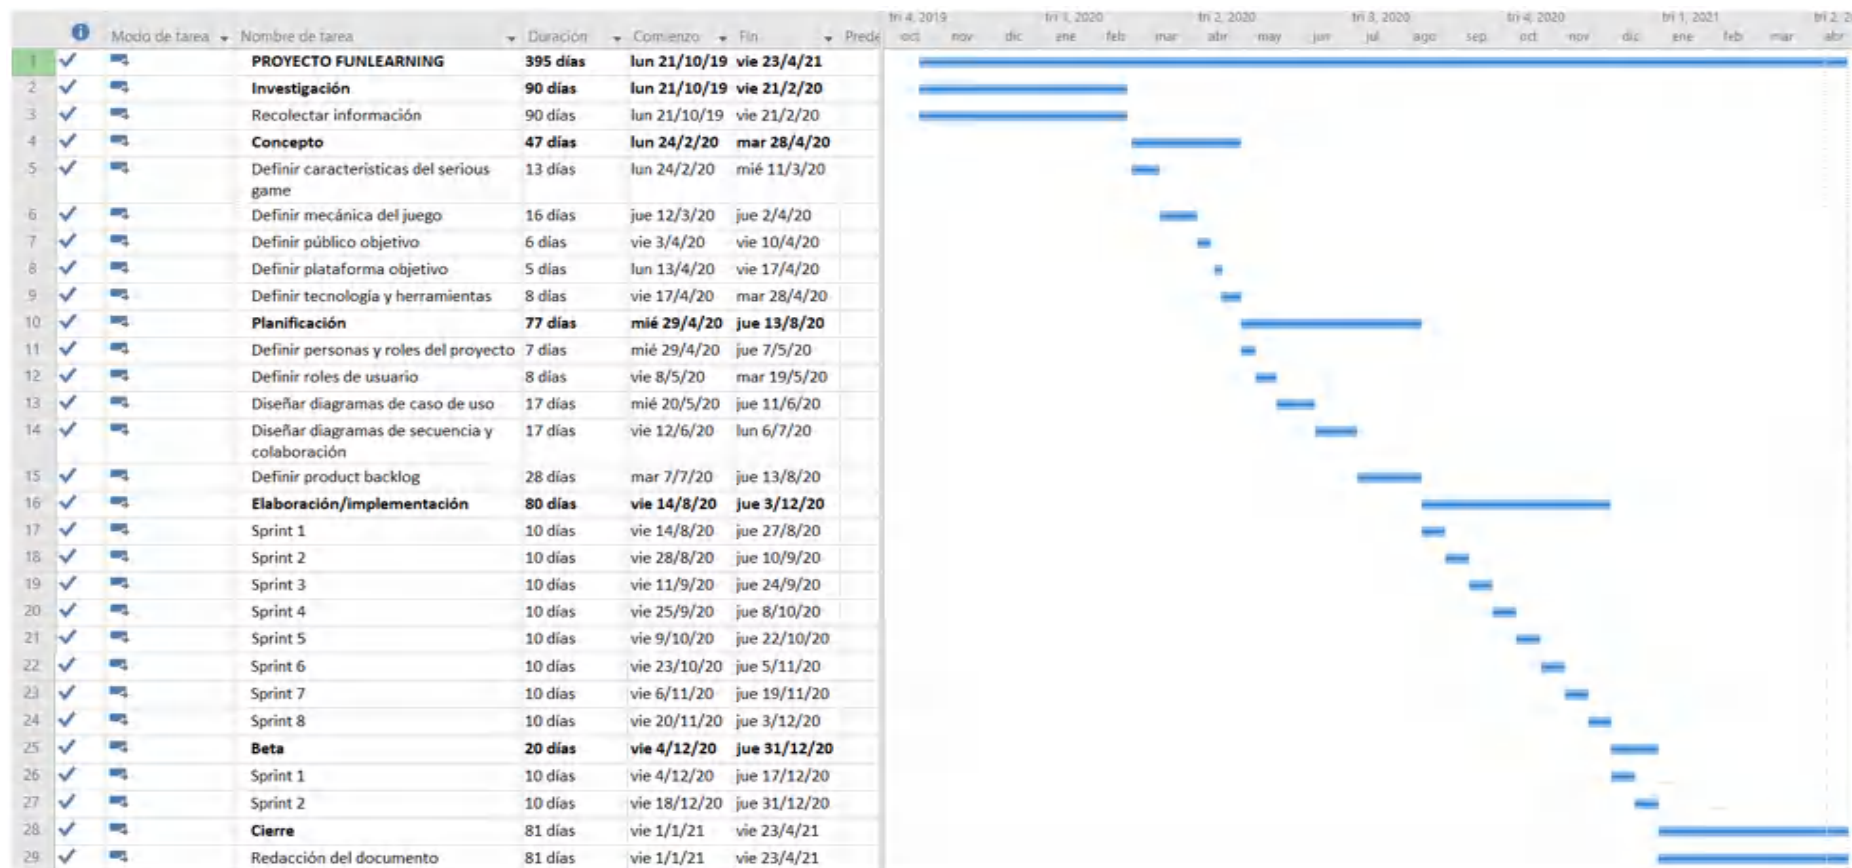 tri 4, 2019 tri 1, 2020 tri 2, 2020 tri 3, 2020 tri 4, 2020 tri 1, 2021 tri 2, 2
Modo de tarea Nombre de tarea Duración Comienzo Fin Prede oct nov dic ene feb mar abr may jun jul ago sep oct nov dic ene feb mar abr
1 PROYECTO FUNLEARNING 395 días lun 21/10/19 vie 23/4/21
2 Investigación 90 días lun 21/10/19 vie 21/2/20
3 Recolectar información 90 días lun 21/10/19 vie 21/2/20
4 Concepto 47 días lun 24/2/20 mar 28/4/20
5 Definir características del serious 13 días lun 24/2/20 mié 11/3/20
game
6 Definir mecánica del juego 16 días jue 12/3/20 jue 2/4/20
7 Definir público objetivo 6 días vie 3/4/20 vie 10/4/20
8 Definir plataforma objetivo 5 días lun 13/4/20 vie 17/4/20
9 Definir tecnología y herramientas 8 días vie 17/4/20 mar 28/4/20
10 Planificación 77 días mié 29/4/20 jue 13/8/20
11 Definir personas y roles del proyecto 7 días mié 29/4/20 jue 7/5/20
12 Definir roles de usuario 8 días vie 8/5/20 mar 19/5/20
13 Diseñar diagramas de caso de uso 17 días mié 20/5/20 jue 11/6/20
14 Diseñar diagramas de secuencia y 17 días vie 12/6/20 lun 6/7/20
colaboración
15 Definir product backlog 28 días mar 7/7/20 jue 13/8/20
16 Elaboración/implementación 80 días vie 14/8/20 jue 3/12/20
17 Sprint 1 10 días vie 14/8/20 jue 27/8/20
18 Sprint 2 10 días vie 28/8/20 jue 10/9/20
19 Sprint 3 10 días vie 11/9/20 jue 24/9/20
20 Sprint 4 10 días vie 25/9/20 jue 8/10/20
21 Sprint 5 10 días vie 9/10/20 jue 22/10/20
22 Sprint 6 10 días vie 23/10/20 jue 5/11/20
23 Sprint 7 10 días vie 6/11/20 jue 19/11/20
24 Sprint 8 10 días vie 20/11/20 jue 3/12/20
25 Beta 20 días vie 4/12/20 jue 31/12/20
26 Sprint 1 10 días vie 4/12/20 jue 17/12/20
27 Sprint 2 10 días vie 18/12/20 jue 31/12/20
28 Cierre 81 días vie 1/1/21 vie 23/4/21
29 Redacción del documento 81 días vie 1/1/21 vie 23/4/21